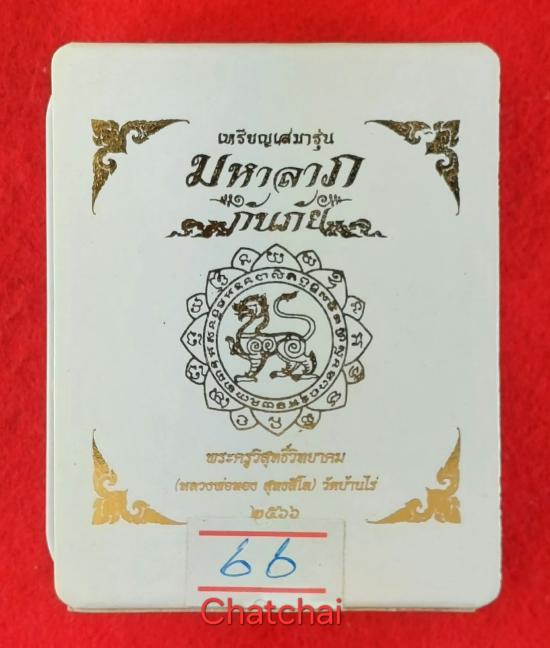 เหรียญเสมารุ่น
มหาลาภ
กันภัย
พระครูวิสุทธิ์วิทยาคม
(หลวงพ่อทอง สุทธสีโล) วัดบ้านไร่
๒๕๖๖
66
Chatchai